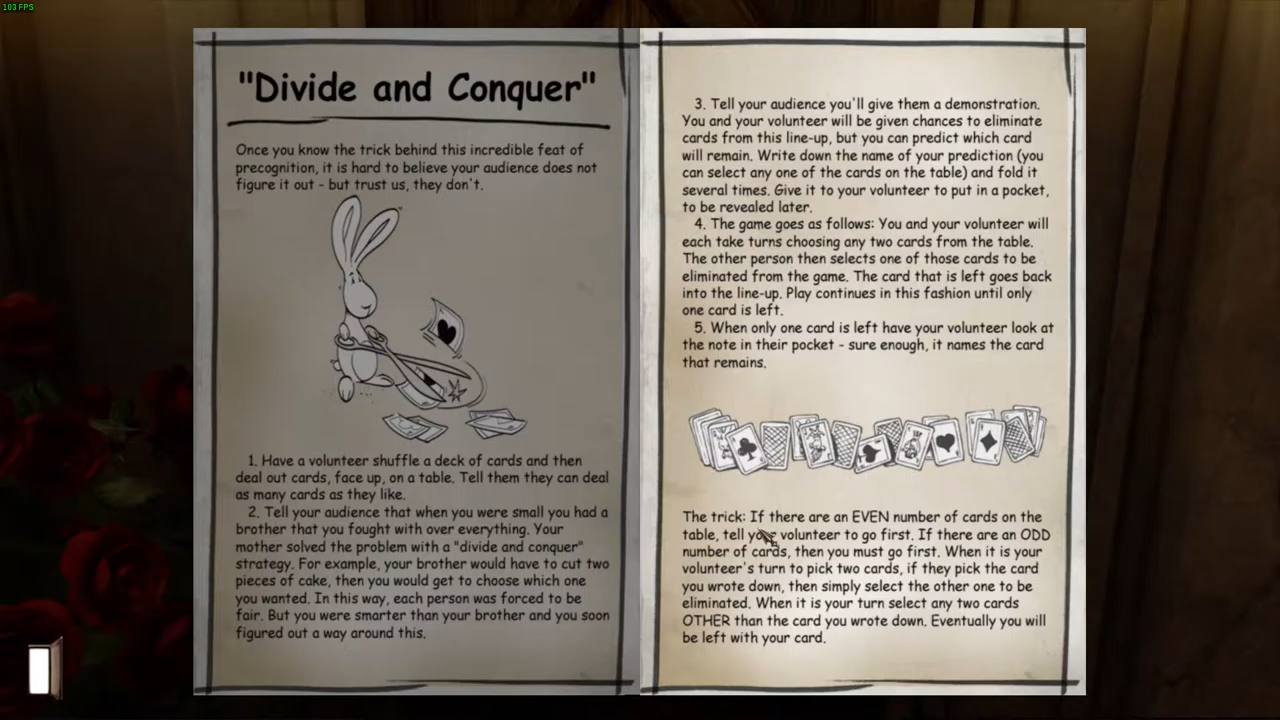 103 FPS
"Divide and Conquer"
Once you know the trick behind this incredible feat of
precognition, it is hard to believe your audience does not
figure it out - but trust us, they don't.
1. Have a volunteer shuffle a deck of cards and then
deal out cards, face up, on a table. Tell them they can deal
as many cards as they like.
2. Tell your audience that when you were small you had a
brother that you fought with over everything. Your
mother solved the problem with a "divide and conquer"
strategy. For example, your brother would have to cut two
pieces of cake, then you would get to choose which one
you wanted. In this way, each person was forced to be
fair. But you were smarter than your brother and you soon
figured out a way around this.
3. Tell your audience you'll give them a demonstration.
You and your volunteer will be given chances to eliminate
cards from this line-up, but you can predict which card
will remain. Write down the name of your prediction (you
can select any one of the cards on the table) and fold it
several times. Give it to your volunteer to put in a pocket,
to be revealed later.
4. The game goes as follows: You and your volunteer will
each take turns choosing any two cards from the table.
The other person then selects one of those cards to be
eliminated from the game. The card that is left goes back
into the line-up. Play continues in this fashion until only
one card is left.
5. When only one card is left have your volunteer look at
the note in their pocket - sure enough, it names the card
that remains.
The trick: If there are an EVEN number of cards on the
table, tell your volunteer to go first. If there are an ODD
number of cards, then you must go first. When it is your
volunteer's turn to pick two cards, if they pick the card
you wrote down, then simply select the other one to be
eliminated. When it is your turn select any two cards
OTHER than the card you wrote down. Eventually you will
be left with your card.